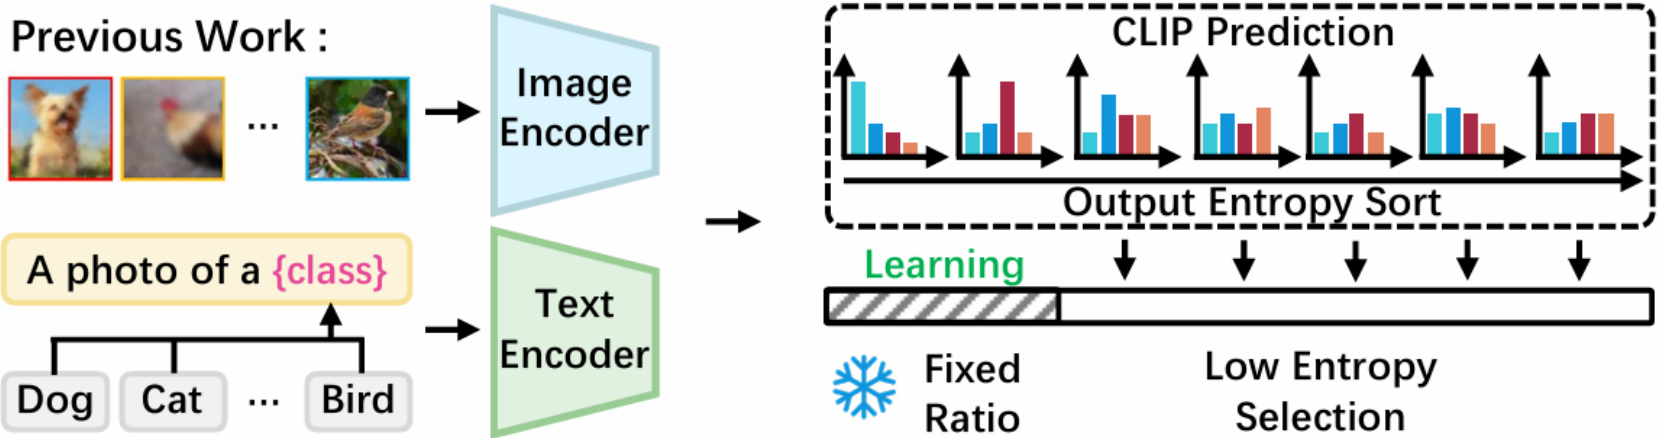 Previous Work :
...
Image
Encoder
A photo of a {class}
Dog
Cat
...
Bird
Text
Encoder
CLIP Prediction
Output Entropy Sort
Learning
Fixed
Ratio
Low Entropy
Selection